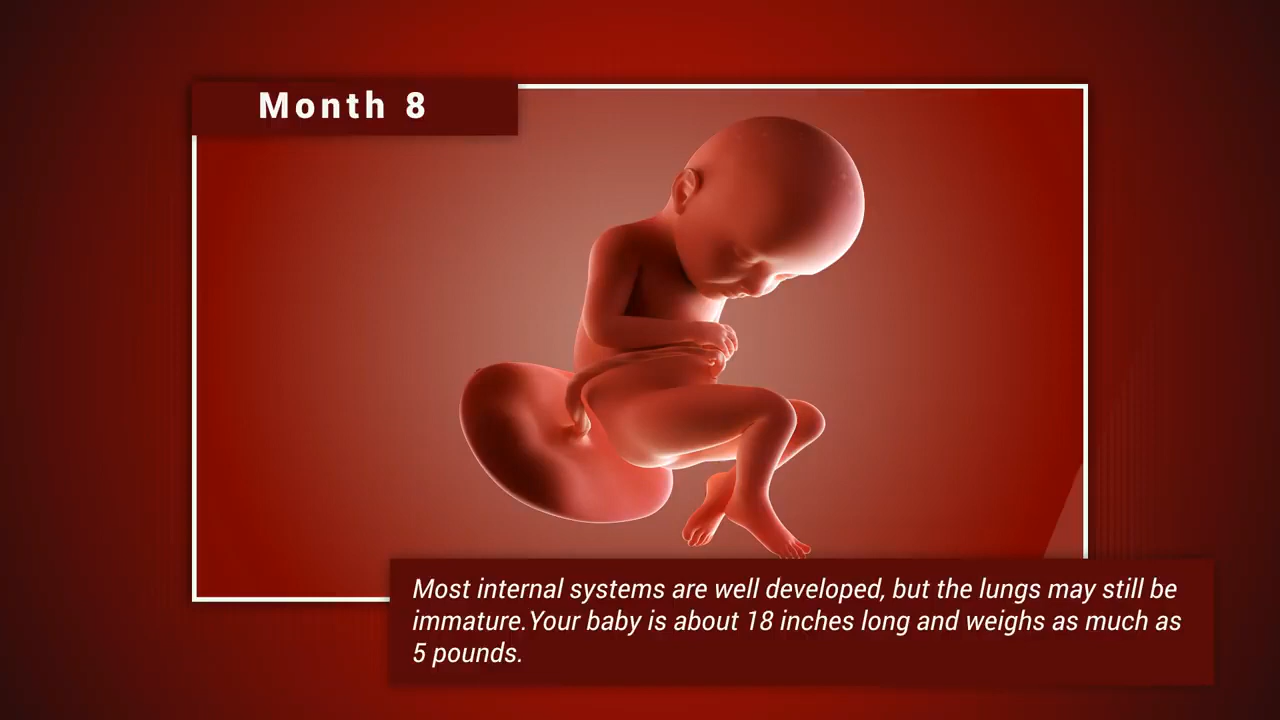 Month 8
Most internal systems are well developed, but the lungs may still be
immature.Your baby is about 18 inches long and weighs as much as
5 pounds.